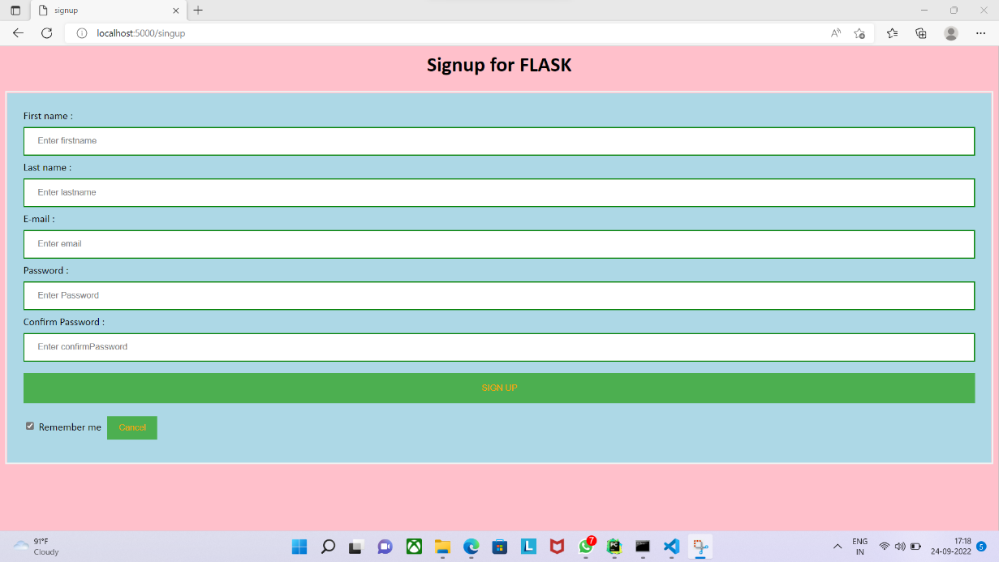 signup
localhost:5000/singup
Signup for FLASK
First name :
Enter firstname
Last name :
Enter lastname
E-mail :
Enter email
Password :
Enter Password
Confirm Password :
Enter confirmPassword
SIGN UP
Remember me
Cancel
91°F
Cloudy
L
7
PC
ENG
IN
17:18
24-09-2022
5